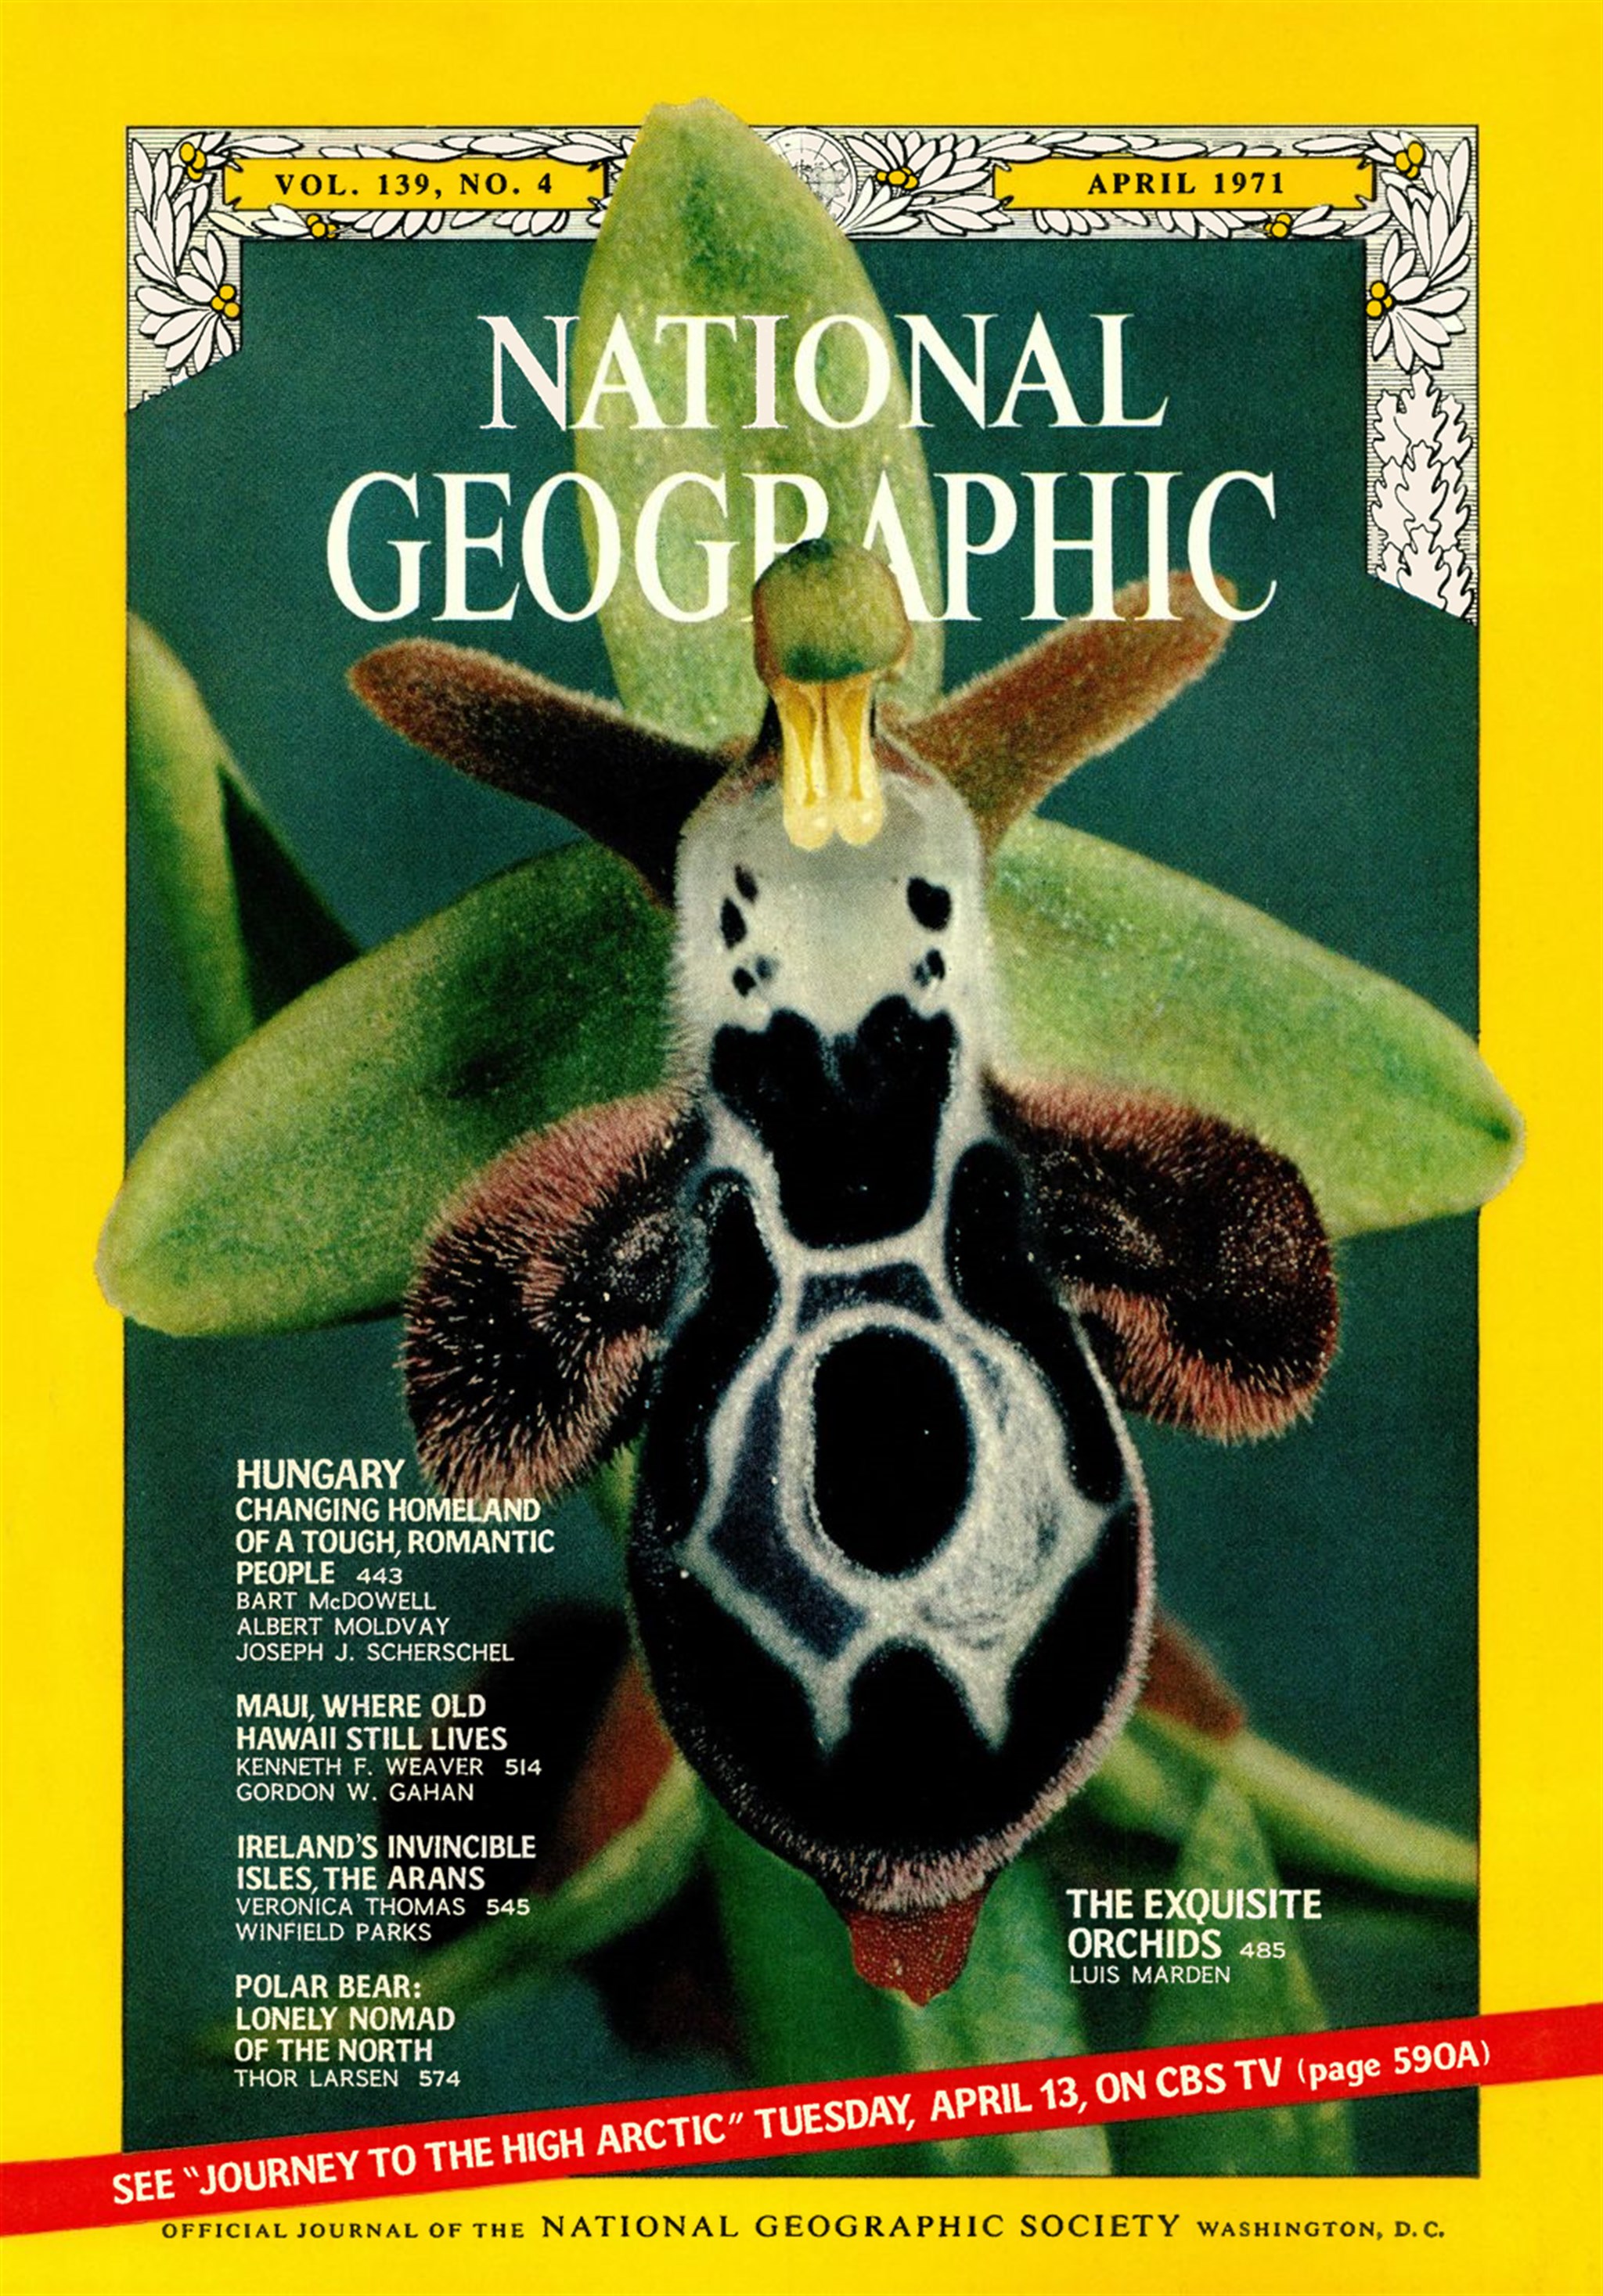 VOL. 139, NO. 4
APRIL 1971
NATIONAL
GEOGRAPHIC
HUNGARY
CHANGING HOMELAND
OF A TOUGH, ROMANTIC
PEOPLE 443
BART McDOWELL
ALBERT MOLDVAY
JOSEPH J. SCHERSCHEL
MAUI, WHERE OLD
HAWAII STILL LIVES
KENNETH F. WEAVER 514
GORDON W. GAHAN
IRELAND'S INVINCIBLE
ISLES, THE ARANS
VERONICA THOMAS 545
WINFIELD PARKS
POLAR BEAR:
LONELY NOMAD
OF THE NORTH
THOR LARSEN 574
THE EXQUISITE
ORCHIDS 485
LUIS MARDEN
SEE "JOURNEY TO THE HIGH ARCTIC" TUESDAY, APRIL 13, ON CBS TV (page 590A)
OFFICIAL JOURNAL OF THE NATIONAL GEOGRAPHIC SOCIETY WASHINGTON, D.C.